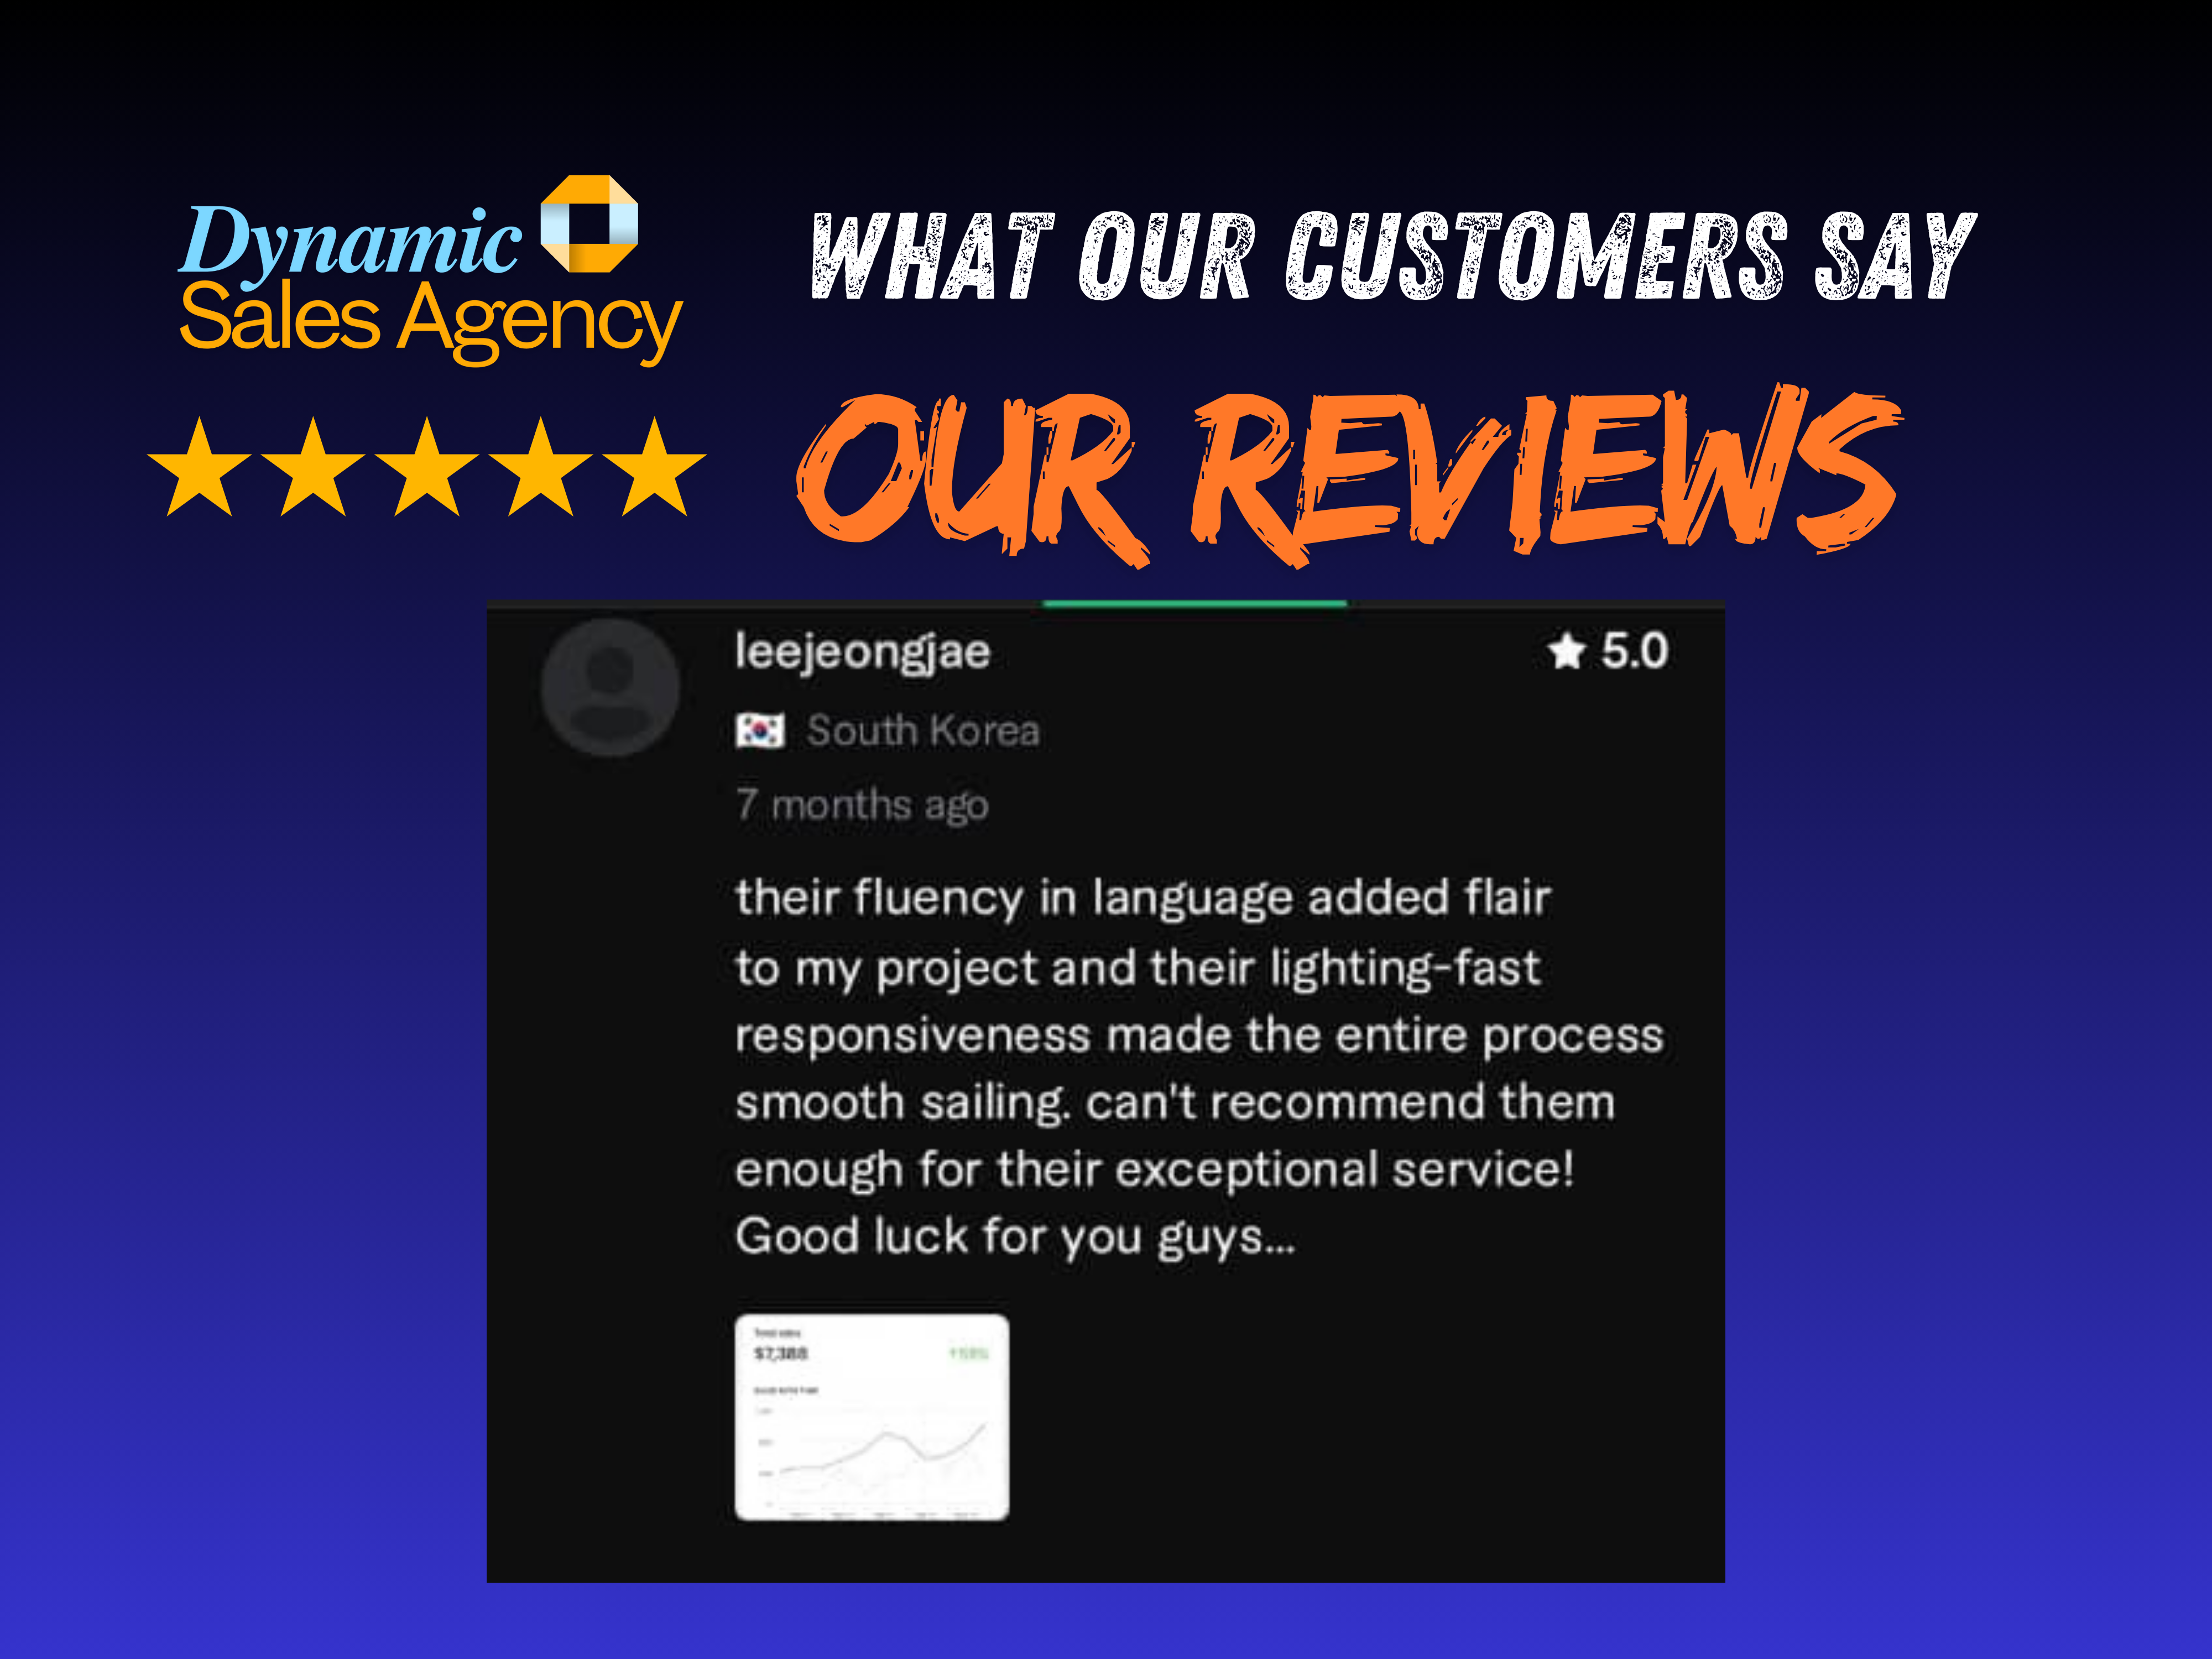 Dynamic
Sales Agency
WHAT OUR CUSTOMERS SAY
OUR REVIEWS
leejeongjae
5.0
South Korea
7 months ago
their fluency in language added flair
to my project and their lighting-fast
responsiveness made the entire process
smooth sailing. can't recommend them
enough for their exceptional service!
Good luck for you guys...
Total sales
$7,388